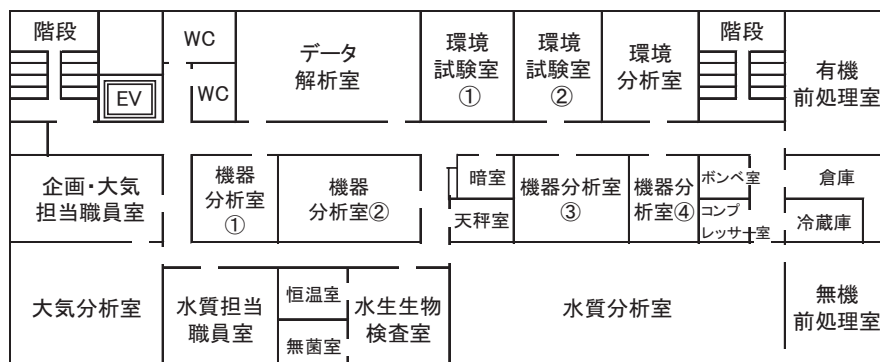 階段
WC
データ
解析室
環境
試験室
①
環境
試験室
②
環境
分析室
階段
有機
前処理室
EV
WC
企画・大気
担当職員室
機器
分析室
①
機器
分析室②
暗室
天秤室
機器分析室
③
機器分
析室④
ボンベ室
コンプ
レッサー室
倉庫
冷蔵庫
大気分析室
水質担当
職員室
恒温室
無菌室
水生生物
検査室
水質分析室
無機
前処理室